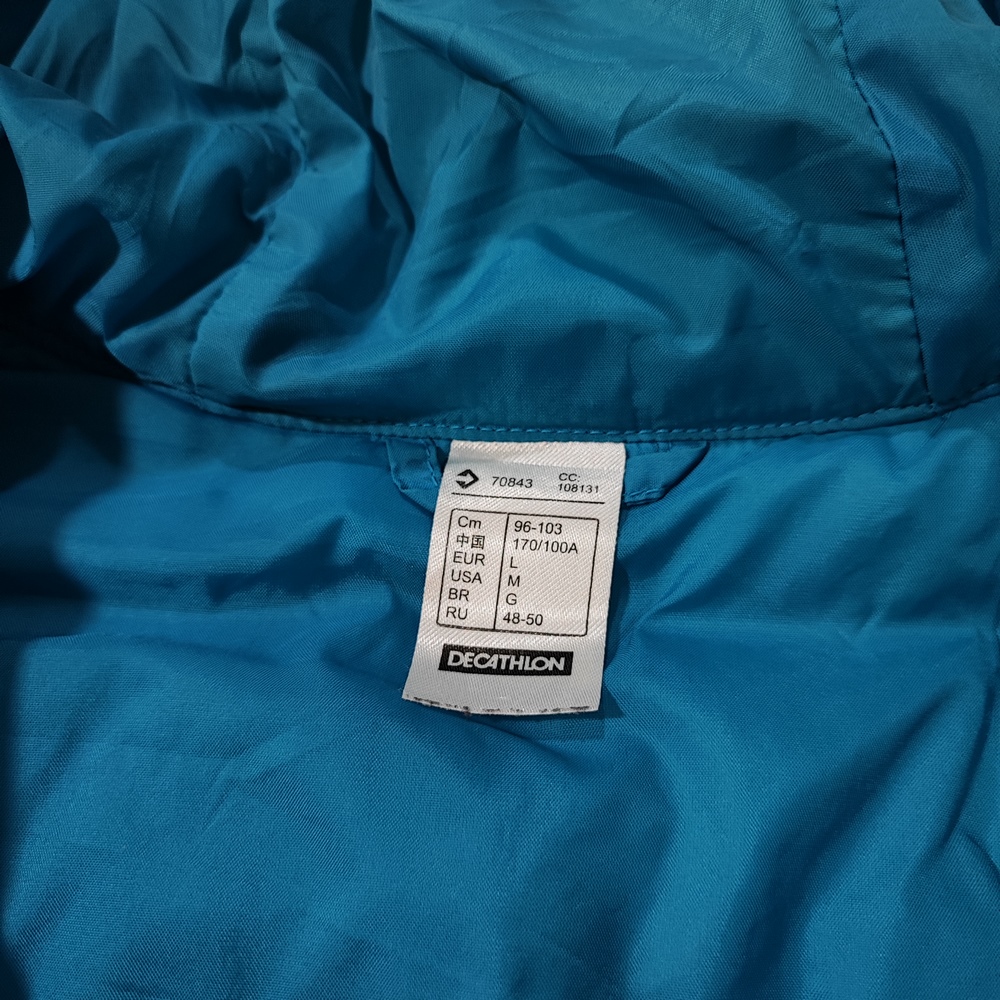 70843 CC:
108131
Cm 96-103
中国 170/100A
EUR L
USA M
BR G
RU 48-50
DECATHLON